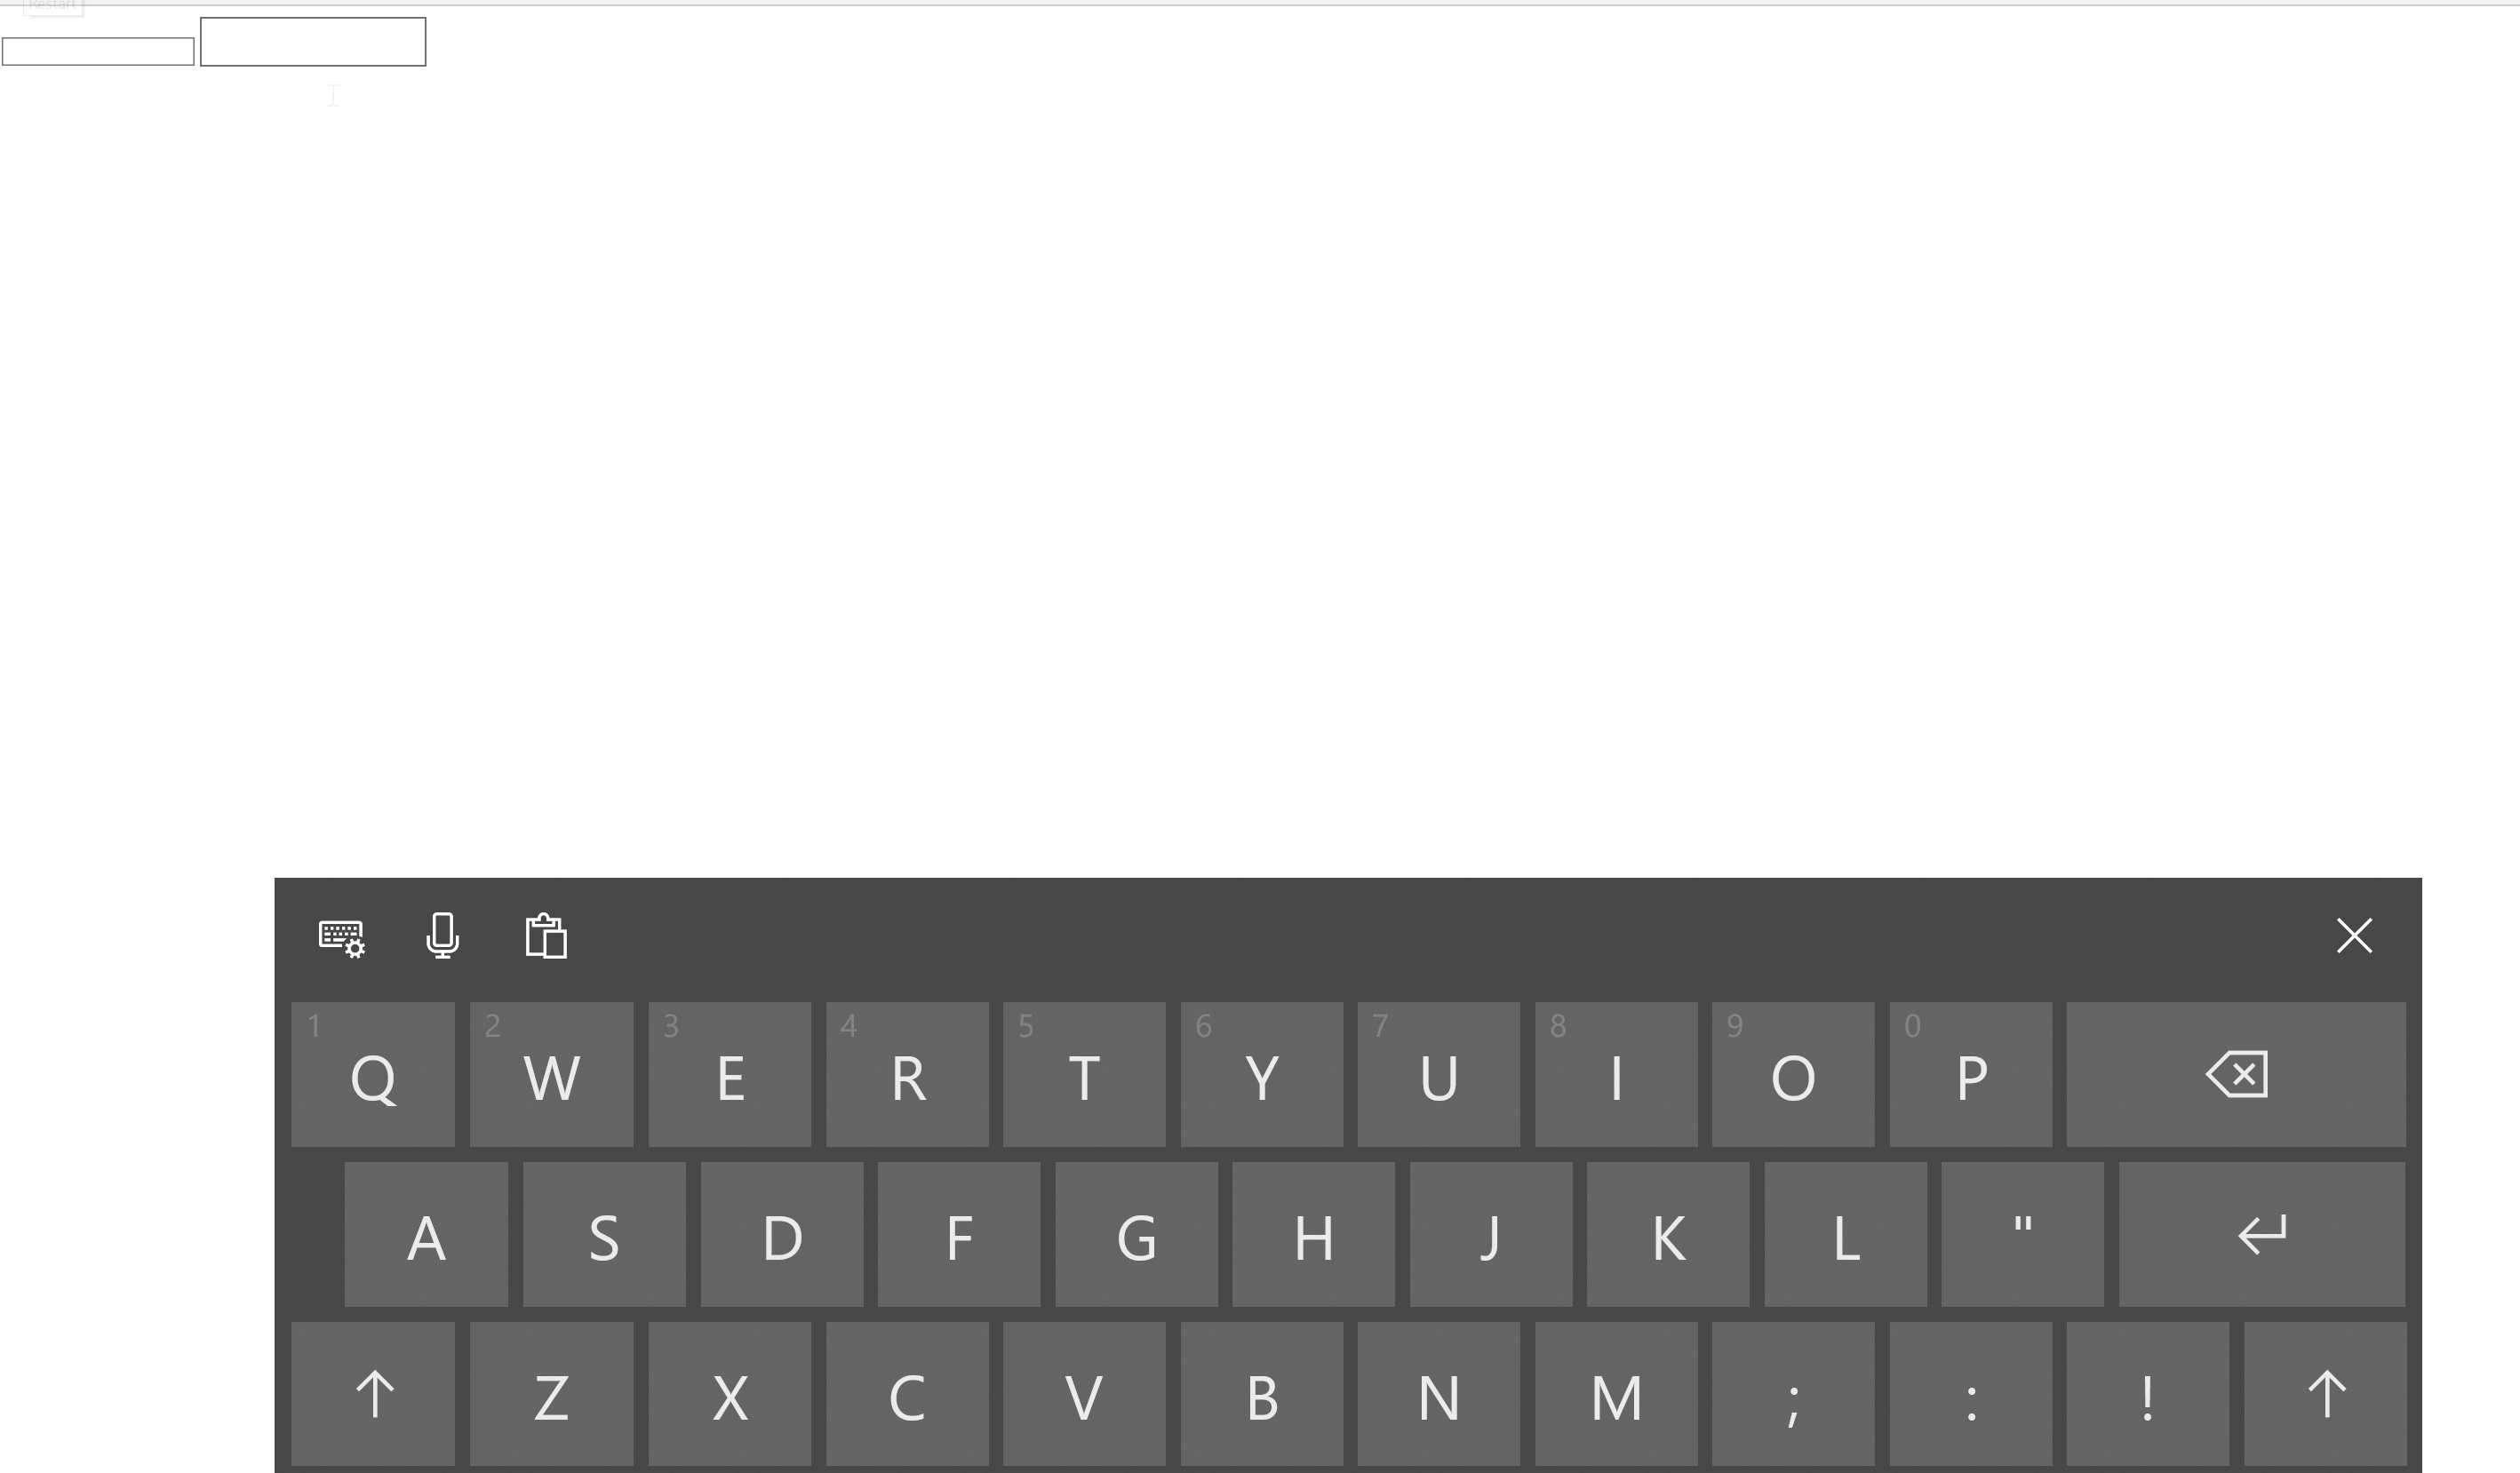 Restart
1 2 3 4 5 6 7 8 9 0
Q W E R T Y U I O P
A S D F G H J K L "
Z X C V B N M ; : !